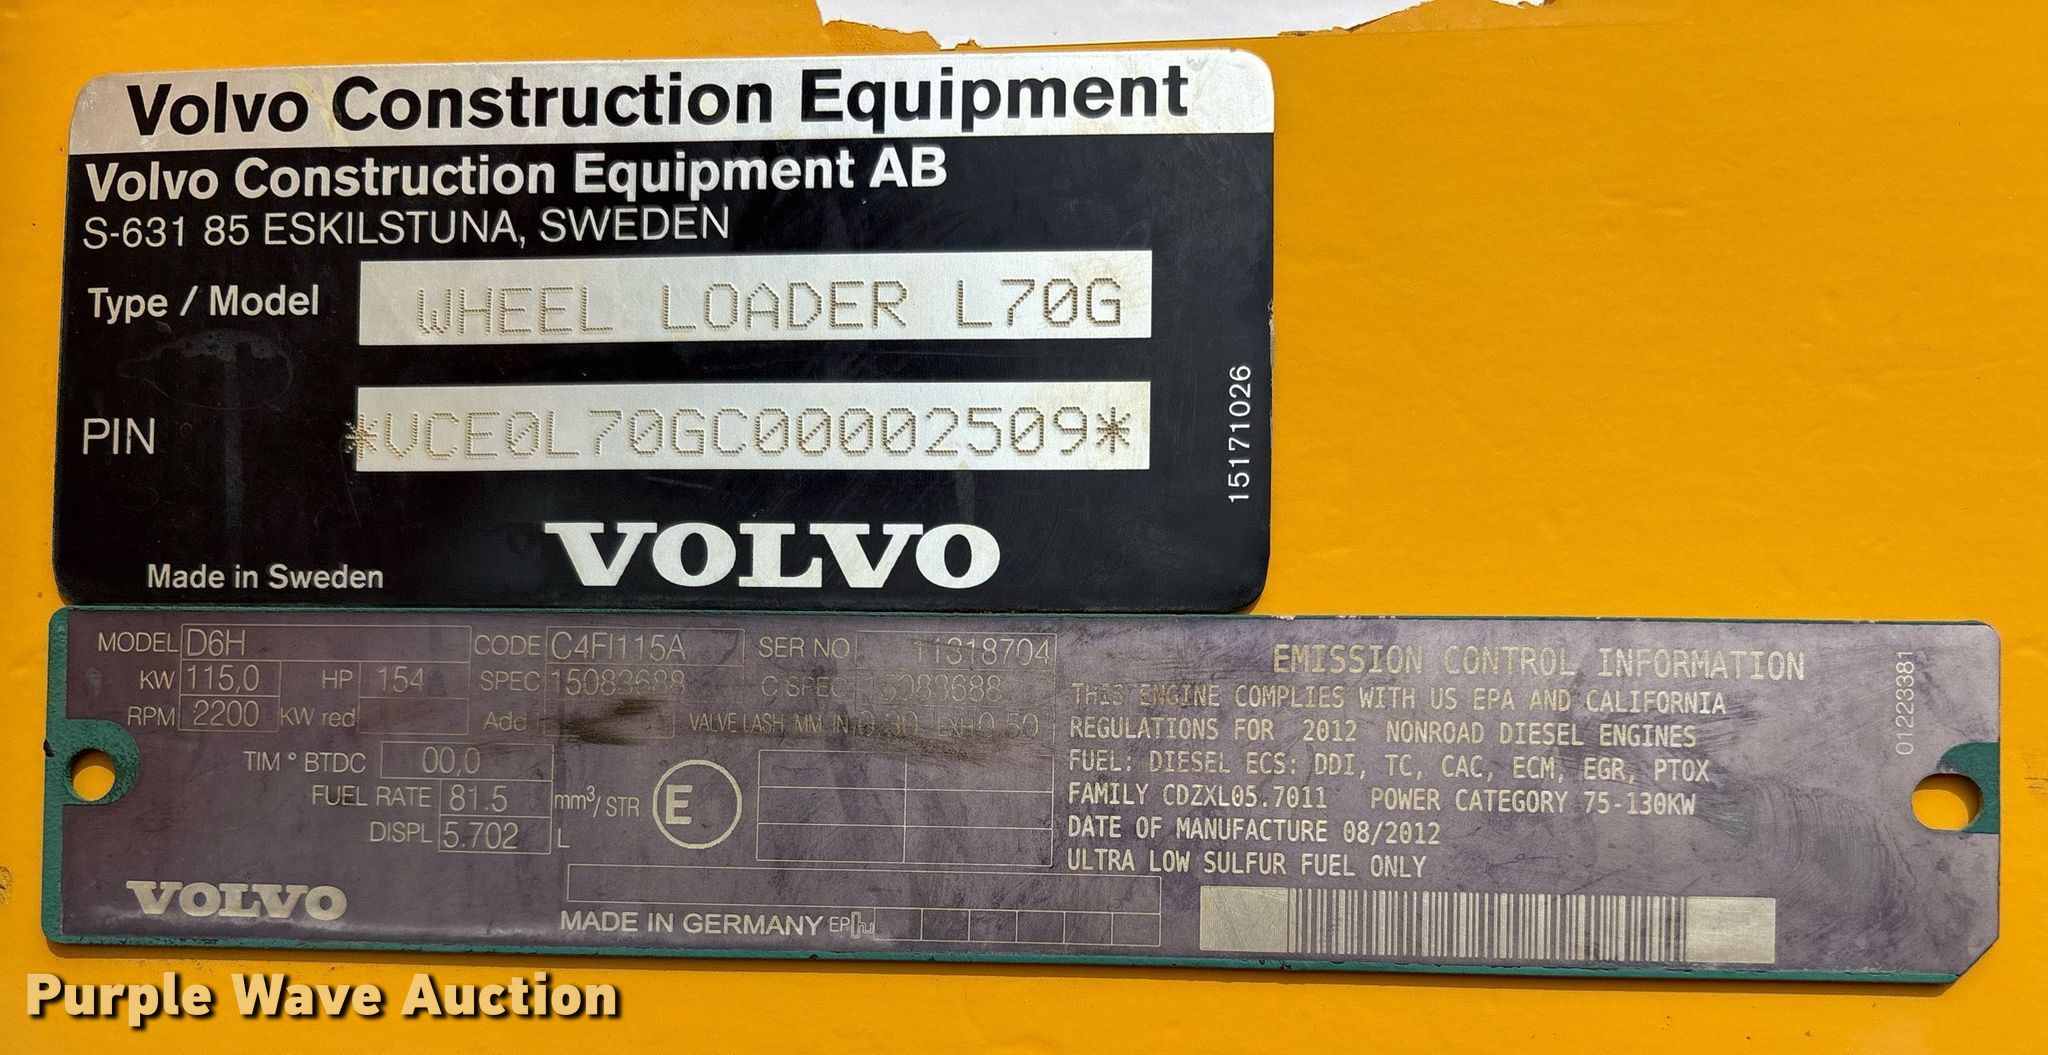 Volvo Construction Equipment
Volvo Construction Equipment AB
S-631 85 ESKILSTUNA, SWEDEN
Type / Model WHEEL LOADER L70G
PIN *VCE0L70GC00002509*
15171026
Made in Sweden VOLVO
MODEL D6H CODE C4FI115A SER NO 11318704
KW 115,0 HP 154 SPEC 15083688 C SPEC 15083688
RPM 2200 KW red Add VALVE LASH, MM, IN 0,30 EXH 0,50
TIM ° BTDC 00,0
FUEL RATE 81.5 mm³/STR E
DISPL 5.702 L
VOLVO
MADE IN GERMANY EP
EMISSION CONTROL INFORMATION
THIS ENGINE COMPLIES WITH US EPA AND CALIFORNIA
REGULATIONS FOR 2012 NONROAD DIESEL ENGINES
FUEL: DIESEL ECS: DDI, TC, CAC, ECM, EGR, PTOX
FAMILY CDZXL05.7011 POWER CATEGORY 75-130KW
DATE OF MANUFACTURE 08/2012
ULTRA LOW SULFUR FUEL ONLY
01223381
Purple Wave Auction